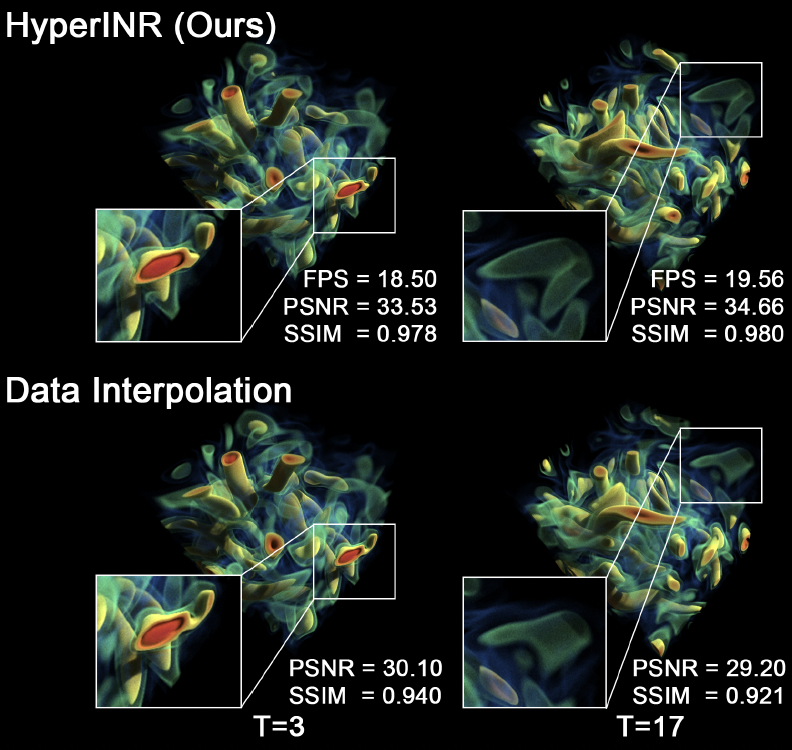 HyperINR (Ours)
FPS = 18.50
PSNR = 33.53
SSIM = 0.978
FPS = 19.56
PSNR = 34.66
SSIM = 0.980
Data Interpolation
PSNR = 30.10
SSIM = 0.940
PSNR = 29.20
SSIM = 0.921
T=3
T=17